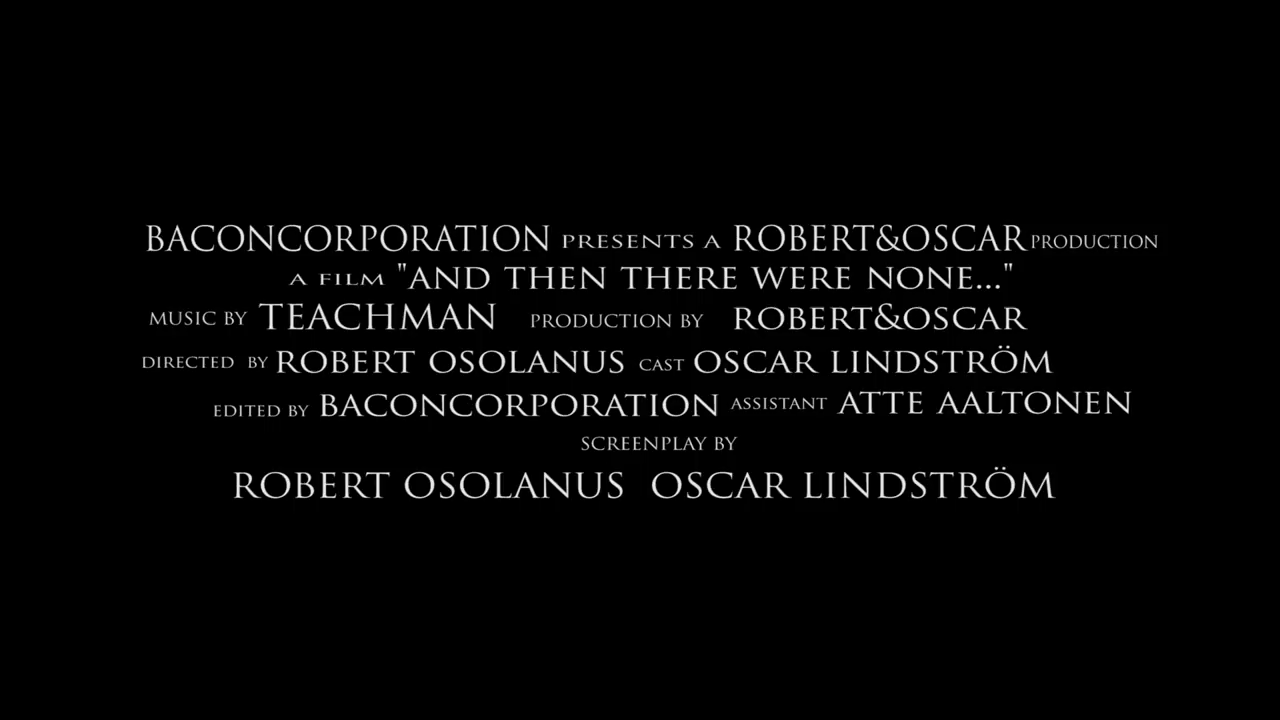 BACONCORPORATION PRESENTS A ROBERT&OSCAR PRODUCTION
A FILM "AND THEN THERE WERE NONE..."
MUSIC BY TEACHMAN PRODUCTION BY ROBERT&OSCAR
DIRECTED BY ROBERT OSOLANUS CAST OSCAR LINDSTRÖM
EDITED BY BACONCORPORATION ASSISTANT ATTE AALTONEN
SCREENPLAY BY
ROBERT OSOLANUS OSCAR LINDSTRÖM